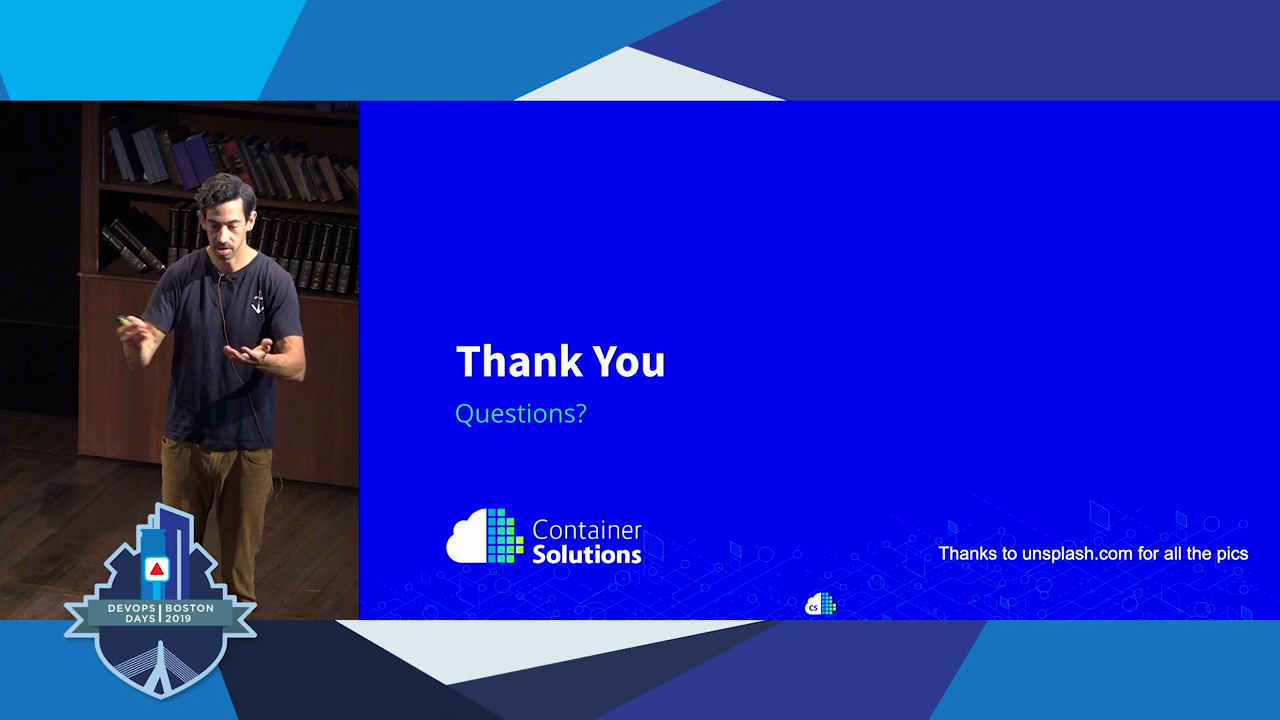 Thank You
Questions?
Container
Solutions
Thanks to unsplash.com for all the pics
cs
DEVOPS BOSTON
DAYS 2019